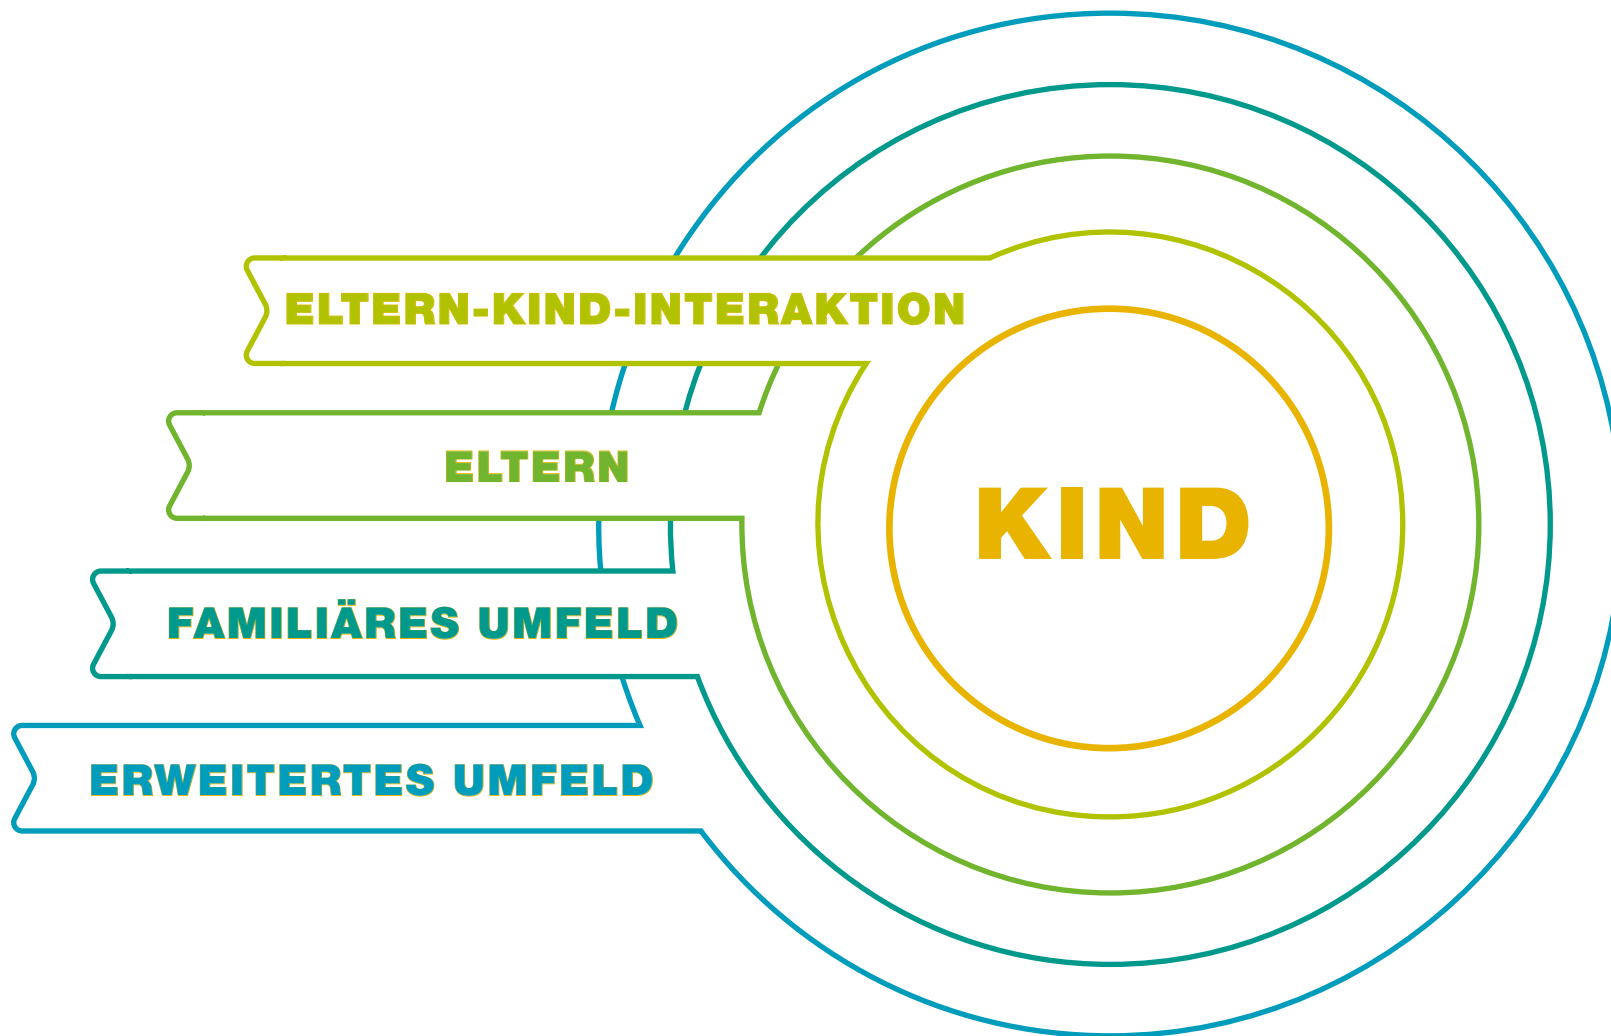 ELTERN-KIND-INTERAKTION
ELTERN
KIND
FAMILIÄRES UMFELD
ERWEITERTES UMFELD